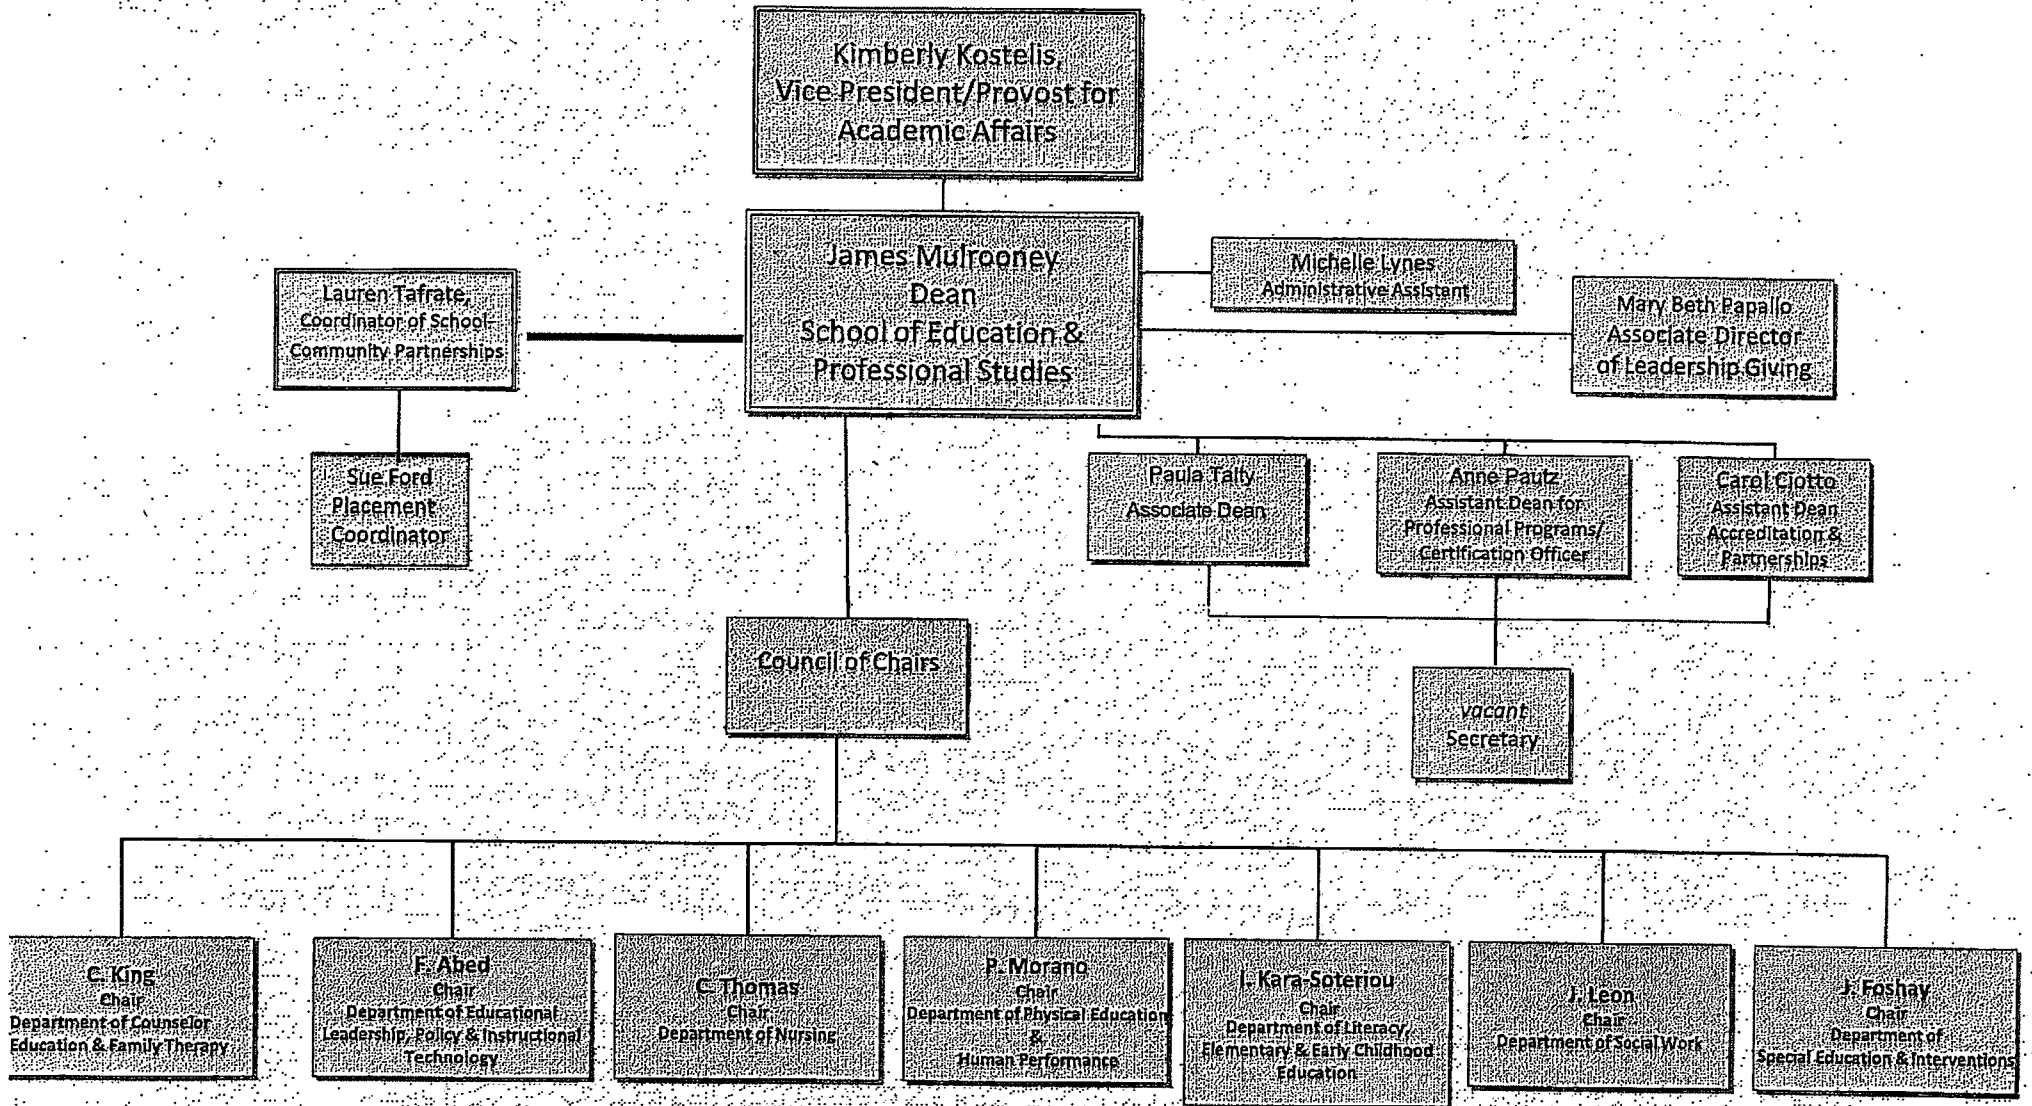 Kimberly Kostelis,
Vice President/Provost for
Academic Affairs
James Mulrooney
Dean
School of Education &
Professional Studies
Michelle Lynes
Administrative Assistant
Mary Beth Papallo
Associate Director
of Leadership Giving
Lauren Tafrate,
Coordinator of School-
Community Partnerships
Sue Ford
Placement
Coordinator
Paula Talty
Associate Dean
Anne Pautz
Assistant Dean for
Professional Programs/
Certification Officer
Carol Ciotto
Assistant Dean
Accreditation &
Partnerships
Council of Chairs
vacant
Secretary
C. King
Chair
Department of Counselor
Education & Family Therapy
F. Abed
Chair
Department of Educational
Leadership, Policy & Instructional
Technology
C. Thomas
Chair
Department of Nursing
P. Morano
Chair
Department of Physical Education
&
Human Performance
I. Kara-Soteriou
Chair
Department of Literacy,
Elementary & Early Childhood
Education
J. Leon
Chair
Department of Social Work
J. Foshay
Chair
Department of
Special Education & Interventions